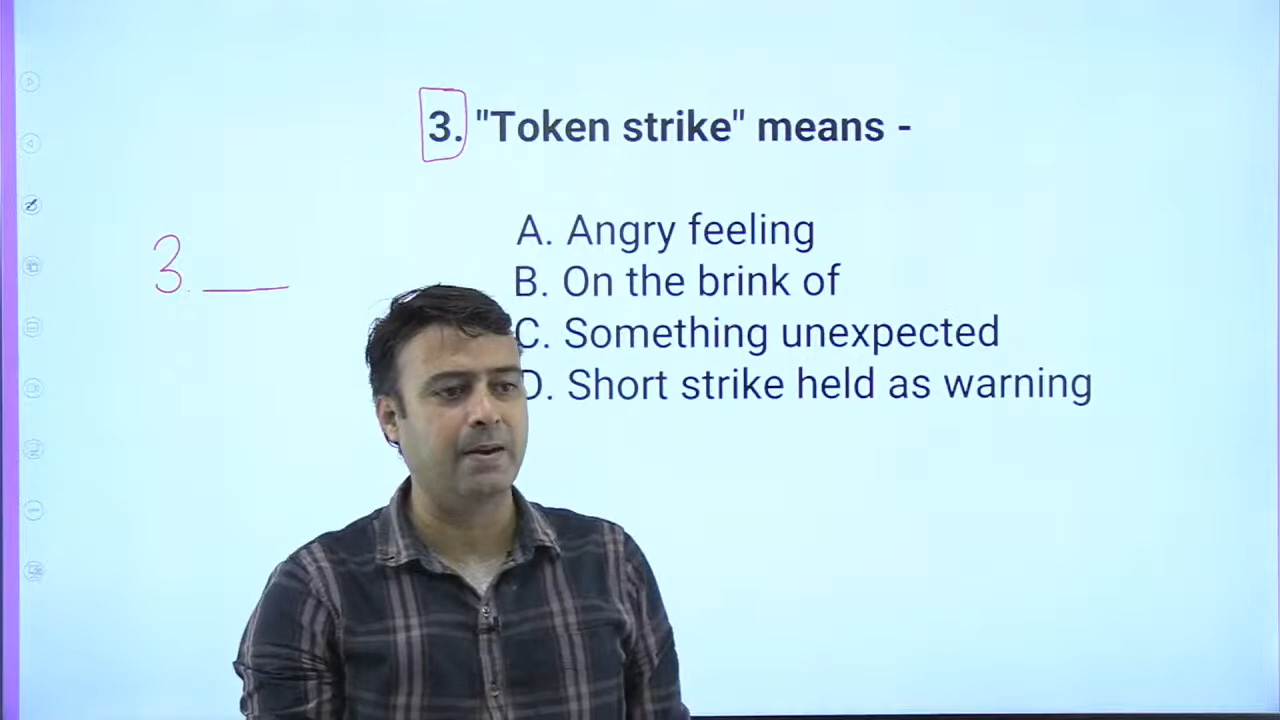 3. "Token strike" means -
A. Angry feeling
B. On the brink of
C. Something unexpected
D. Short strike held as warning
3.